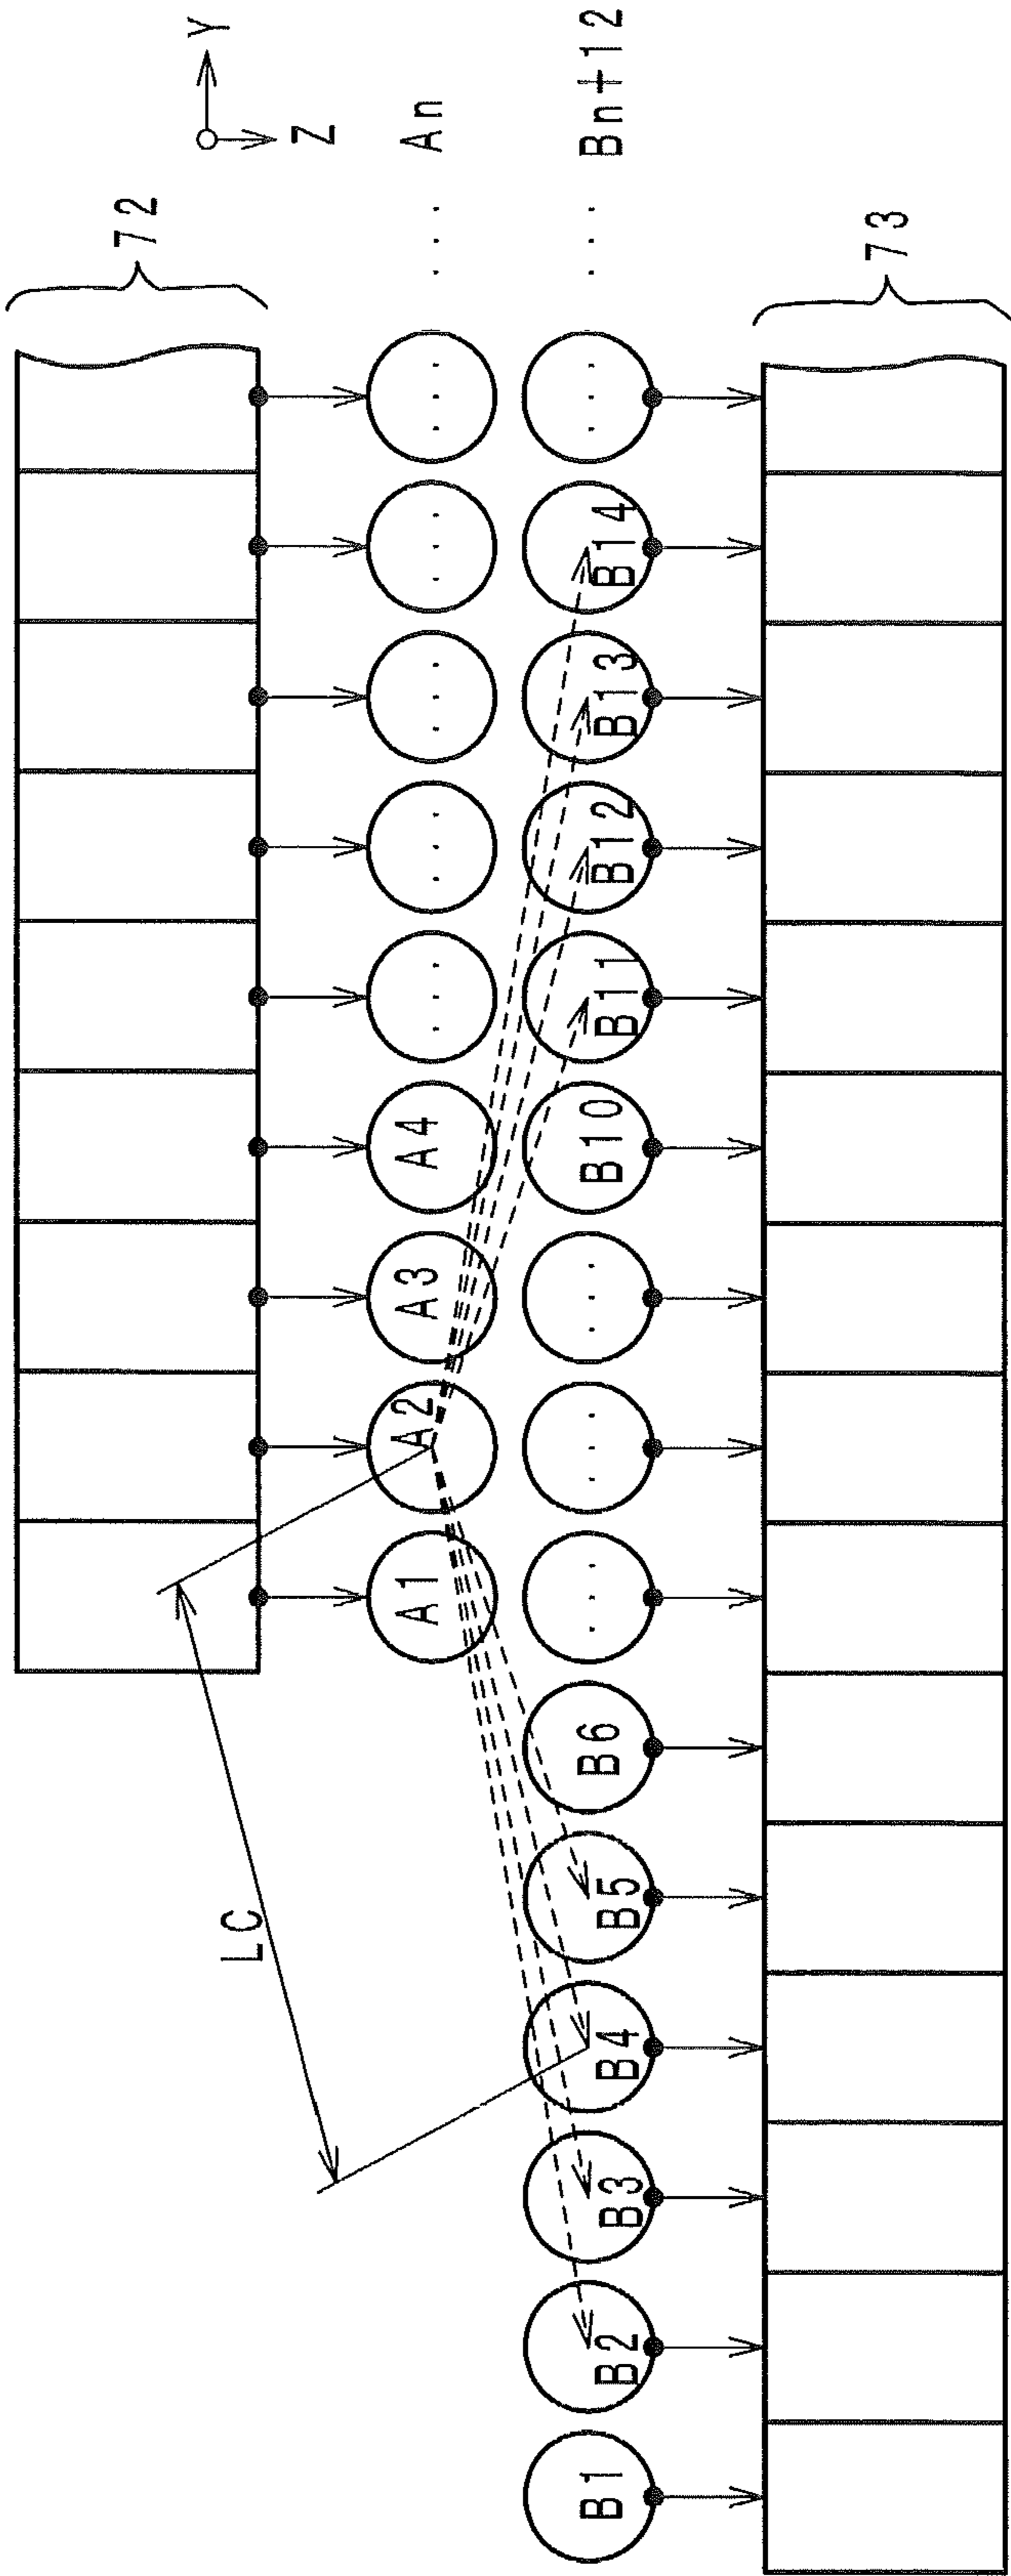 72
Y
LC
Z
A1 A2 A3 A4 ... ... ... ... ... ... An
B1 B2 B3 B4 B5 B6 ... ... ... B10 B11 B12 B13 B14 ... ... Bn+12
73